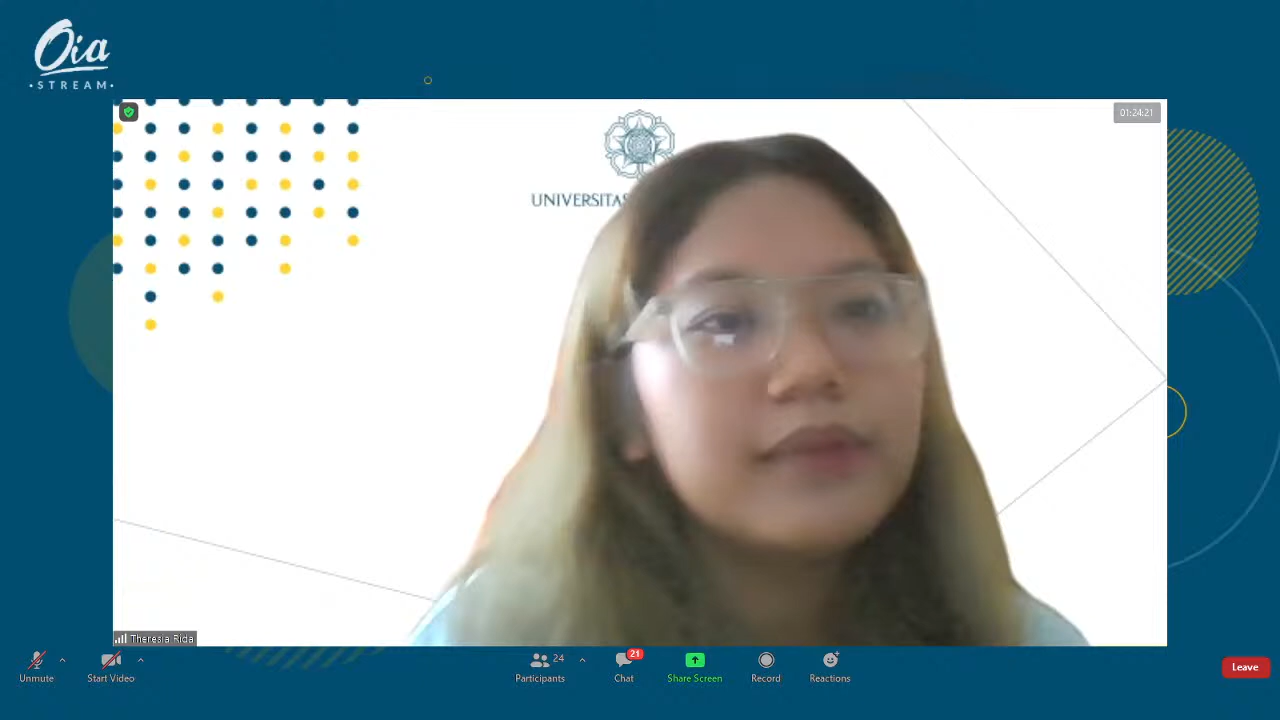 Oia
•STREAM•
01:24:21
UNIVERSITAS
Theresia Rida
Unmute
Start Video
24
Participants
21
Chat
Share Screen
Record
Reactions
Leave